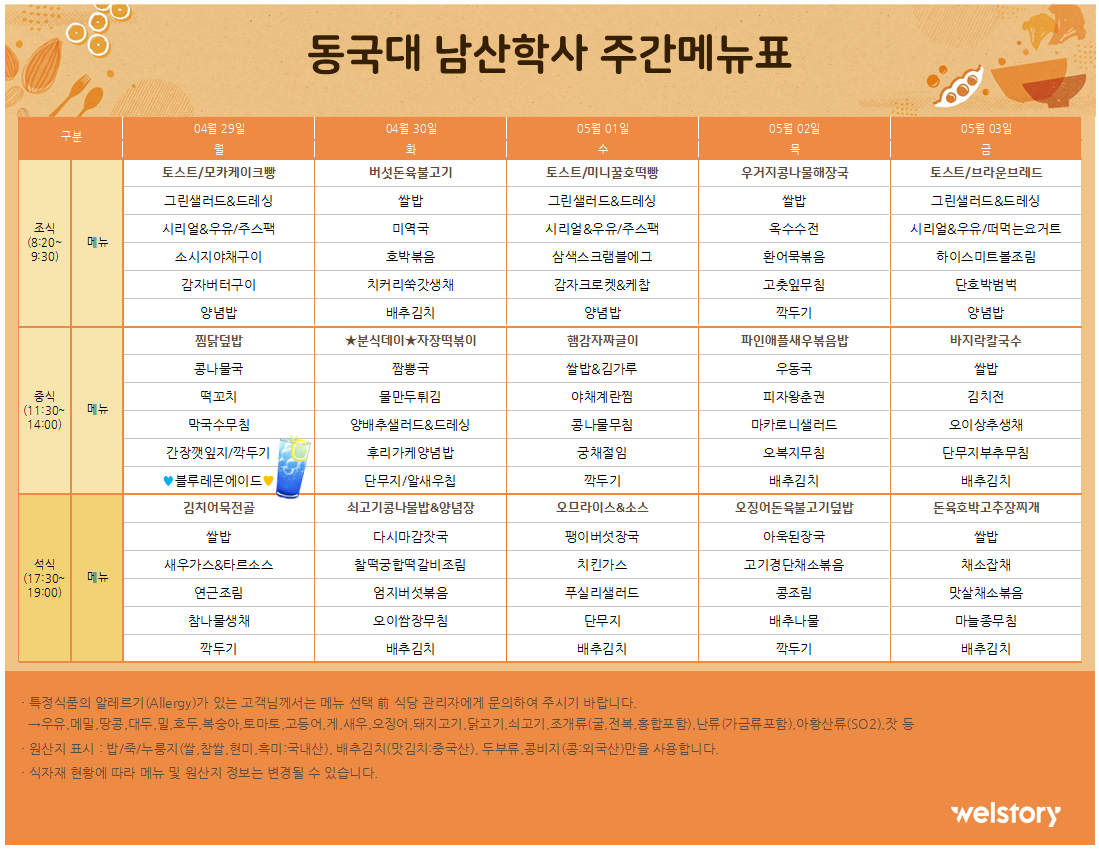 동국대 남산학사 주간메뉴표
구분 04월 29일 04월 30일 05월 01일 05월 02일 05월 03일
월 화 수 목 금
조식 (8:20~ 9:30) 메뉴
토스트/모카케이크빵 버섯돈육불고기 토스트/미니꿀호떡빵 우거지콩나물해장국 토스트/브라운브레드
그린샐러드&드레싱 쌀밥 그린샐러드&드레싱 쌀밥 그린샐러드&드레싱
시리얼&우유/주스팩 미역국 시리얼&우유/주스팩 옥수수전 시리얼&우유/떠먹는요거트
소시지야채구이 호박볶음 삼색스크램블에그 환어묵볶음 하이스미트볼조림
감자버터구이 치커리쑥갓생채 감자크로켓&케찹 고춧잎무침 단호박범벅
양념밥 배추김치 양념밥 깍두기 양념밥
중식 (11:30~ 14:00) 메뉴
찜닭덮밥 ★분식데이★자장떡볶이 햄감자짜글이 파인애플새우볶음밥 바지락칼국수
콩나물국 짬뽕국 쌀밥&김가루 우동국 쌀밥
떡꼬치 물만두튀김 야채계란찜 피자왕춘권 김치전
막국수무침 양배추샐러드&드레싱 콩나물무침 마카로니샐러드 오이상추생채
간장깻잎지/깍두기 후리가케양념밥 궁채절임 오복지무침 단무지부추무침
♥블루레몬에이드♥ 단무지/알새우칩 깍두기 배추김치 배추김치
석식 (17:30~ 19:00) 메뉴
김치어묵전골 쇠고기콩나물밥&양념장 오므라이스&소스 오징어돈육불고기덮밥 돈육호박고추장찌개
쌀밥 다시마감잣국 팽이버섯장국 아욱된장국 쌀밥
새우가스&타르소스 찰떡궁합떡갈비조림 치킨가스 고기경단채소볶음 채소잡채
연근조림 엄지버섯볶음 푸실리샐러드 콩조림 맛살채소볶음
참나물생채 오이쌈장무침 단무지 배추나물 마늘종무침
깍두기 배추김치 배추김치 깍두기 배추김치
· 특정식품의 알레르기(Allergy)가 있는 고객님께서는 메뉴 선택 前 식당 관리자에게 문의하여 주시기 바랍니다.
→우유,메밀,땅콩,대두,밀,호두,복숭아,토마토,고등어,게,새우,오징어,돼지고기,닭고기,쇠고기,조개류(굴,전복,홍합포함),난류(가금류포함),아황산류(SO2),잣 등
· 원산지 표시 : 밥/죽/누룽지(쌀,찹쌀,현미,흑미:국내산), 배추김치(맛김치:중국산), 두부류,콩비지(콩:외국산)만을 사용합니다.
· 식자재 현황에 따라 메뉴 및 원산지 정보는 변경될 수 있습니다.
welstory